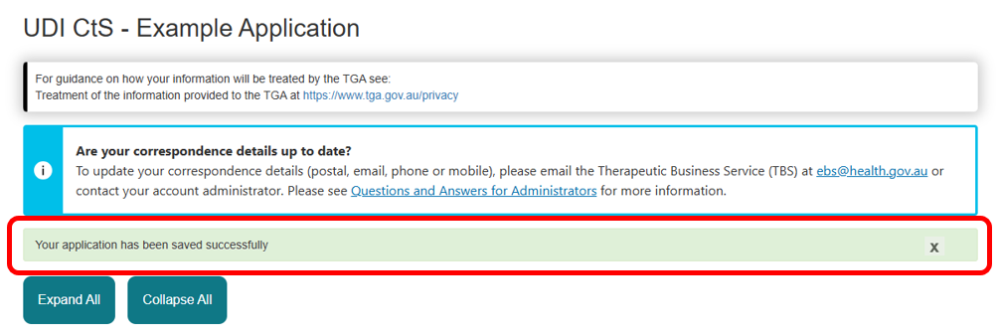 UDI CtS - Example Application
For guidance on how your information will be treated by the TGA see:
Treatment of the information provided to the TGA at https://www.tga.gov.au/privacy
i
Are your correspondence details up to date?
To update your correspondence details (postal, email, phone or mobile), please email the Therapeutic Business Service (TBS) at ebs@health.gov.au or
contact your account administrator. Please see Questions and Answers for Administrators for more information.
Your application has been saved successfully
x
Expand All
Collapse All